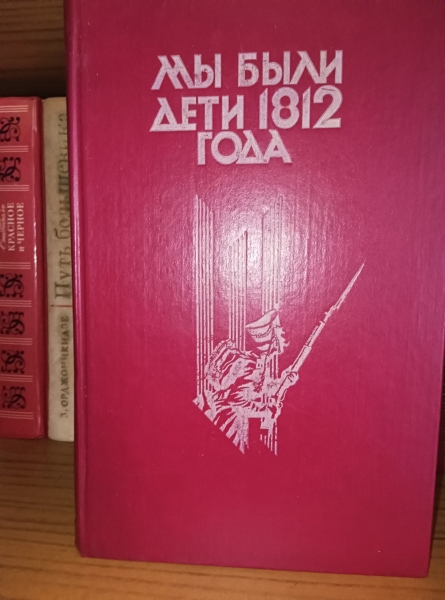 МЫ БЫЛИ
ДЕТИ 1812
ГОДА
КРАСНОЕ
И ЧЕРНОЕ
З. ОРДЖОНИКИДЗЕ
Путь большевика